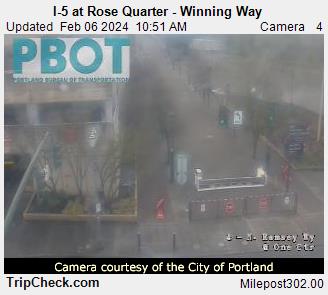 I-5 at Rose Quarter - Winning Way
Updated Feb 06 2024 10:51 AM Camera 4
PBOT
PORTLAND BUREAU OF TRANSPORTATION
Camera courtesy of the City of Portland
TripCheck.com Milepost302.00